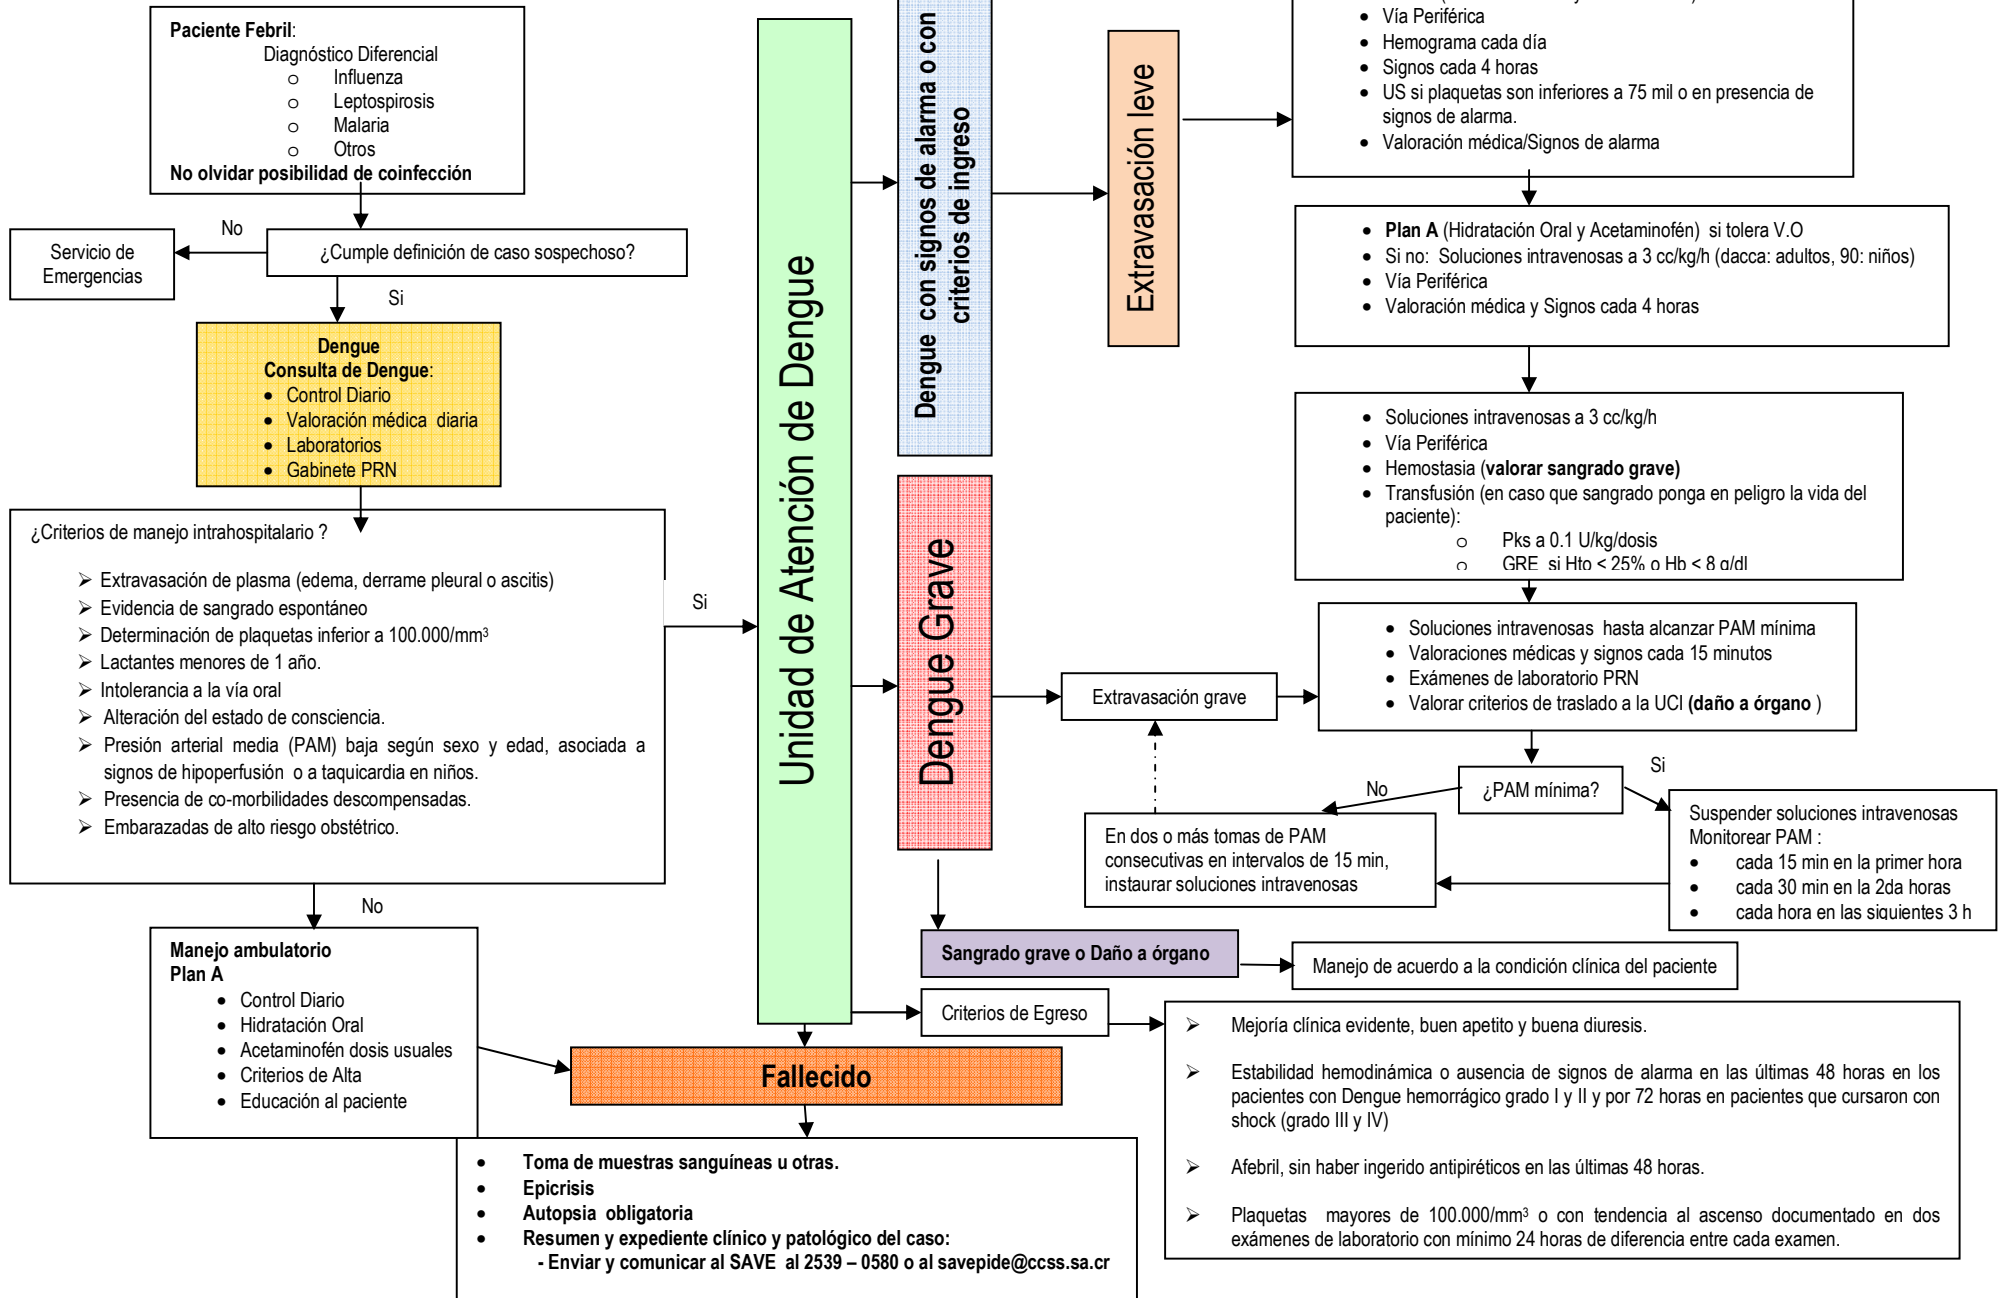 Paciente Febril:
Diagnóstico Diferencial
o Influenza
o Leptospirosis
o Malaria
o Otros
No olvidar posibilidad de coinfección
No
Servicio de
Emergencias
¿Cumple definición de caso sospechoso?
Si
Dengue
Consulta de Dengue:
• Control Diario
• Valoración médica diaria
• Laboratorios
• Gabinete PRN
¿Criterios de manejo intrahospitalario ?
➢ Extravasación de plasma (edema, derrame pleural o ascitis)
➢ Evidencia de sangrado espontáneo
➢ Determinación de plaquetas inferior a 100.000/mm³
➢ Lactantes menores de 1 año.
➢ Intolerancia a la vía oral
➢ Alteración del estado de consciencia.
➢ Presión arterial media (PAM) baja según sexo y edad, asociada a
signos de hipoperfusión o a taquicardia en niños.
➢ Presencia de co-morbilidades descompensadas.
➢ Embarazadas de alto riesgo obstétrico.
Si
No
Manejo ambulatorio
Plan A
• Control Diario
• Hidratación Oral
• Acetaminofén dosis usuales
• Criterios de Alta
• Educación al paciente
Unidad de Atención de Dengue
Dengue con signos de alarma o con
criterios de ingreso
Extravasación leve
• Vía Periférica
• Hemograma cada día
• Signos cada 4 horas
• US si plaquetas son inferiores a 75 mil o en presencia de
signos de alarma.
• Valoración médica/Signos de alarma
• Plan A (Hidratación Oral y Acetaminofén) si tolera V.O
• Si no: Soluciones intravenosas a 3 cc/kg/h (dacca: adultos, 90: niños)
• Vía Periférica
• Valoración médica y Signos cada 4 horas
• Soluciones intravenosas a 3 cc/kg/h
• Vía Periférica
• Hemostasia (valorar sangrado grave)
• Transfusión (en caso que sangrado ponga en peligro la vida del
paciente):
o Pks a 0.1 U/kg/dosis
o GRE si Hto < 25% o Hb < 8 g/dl
Dengue Grave
Extravasación grave
• Soluciones intravenosas hasta alcanzar PAM mínima
• Valoraciones médicas y signos cada 15 minutos
• Exámenes de laboratorio PRN
• Valorar criterios de traslado a la UCI (daño a órgano )
¿PAM mínima?
No
Si
En dos o más tomas de PAM
consecutivas en intervalos de 15 min,
instaurar soluciones intravenosas
Suspender soluciones intravenosas
Monitorear PAM :
• cada 15 min en la primer hora
• cada 30 min en la 2da horas
• cada hora en las siguientes 3 h
Sangrado grave o Daño a órgano
Manejo de acuerdo a la condición clínica del paciente
Criterios de Egreso
➢ Mejoría clínica evidente, buen apetito y buena diuresis.
➢ Estabilidad hemodinámica o ausencia de signos de alarma en las últimas 48 horas en los
pacientes con Dengue hemorrágico grado I y II y por 72 horas en pacientes que cursaron con
shock (grado III y IV)
➢ Afebril, sin haber ingerido antipiréticos en las últimas 48 horas.
➢ Plaquetas mayores de 100.000/mm³ o con tendencia al ascenso documentado en dos
exámenes de laboratorio con mínimo 24 horas de diferencia entre cada examen.
Fallecido
• Toma de muestras sanguíneas u otras.
• Epicrisis
• Autopsia obligatoria
• Resumen y expediente clínico y patológico del caso:
- Enviar y comunicar al SAVE al 2539 – 0580 o al savepide@ccss.sa.cr